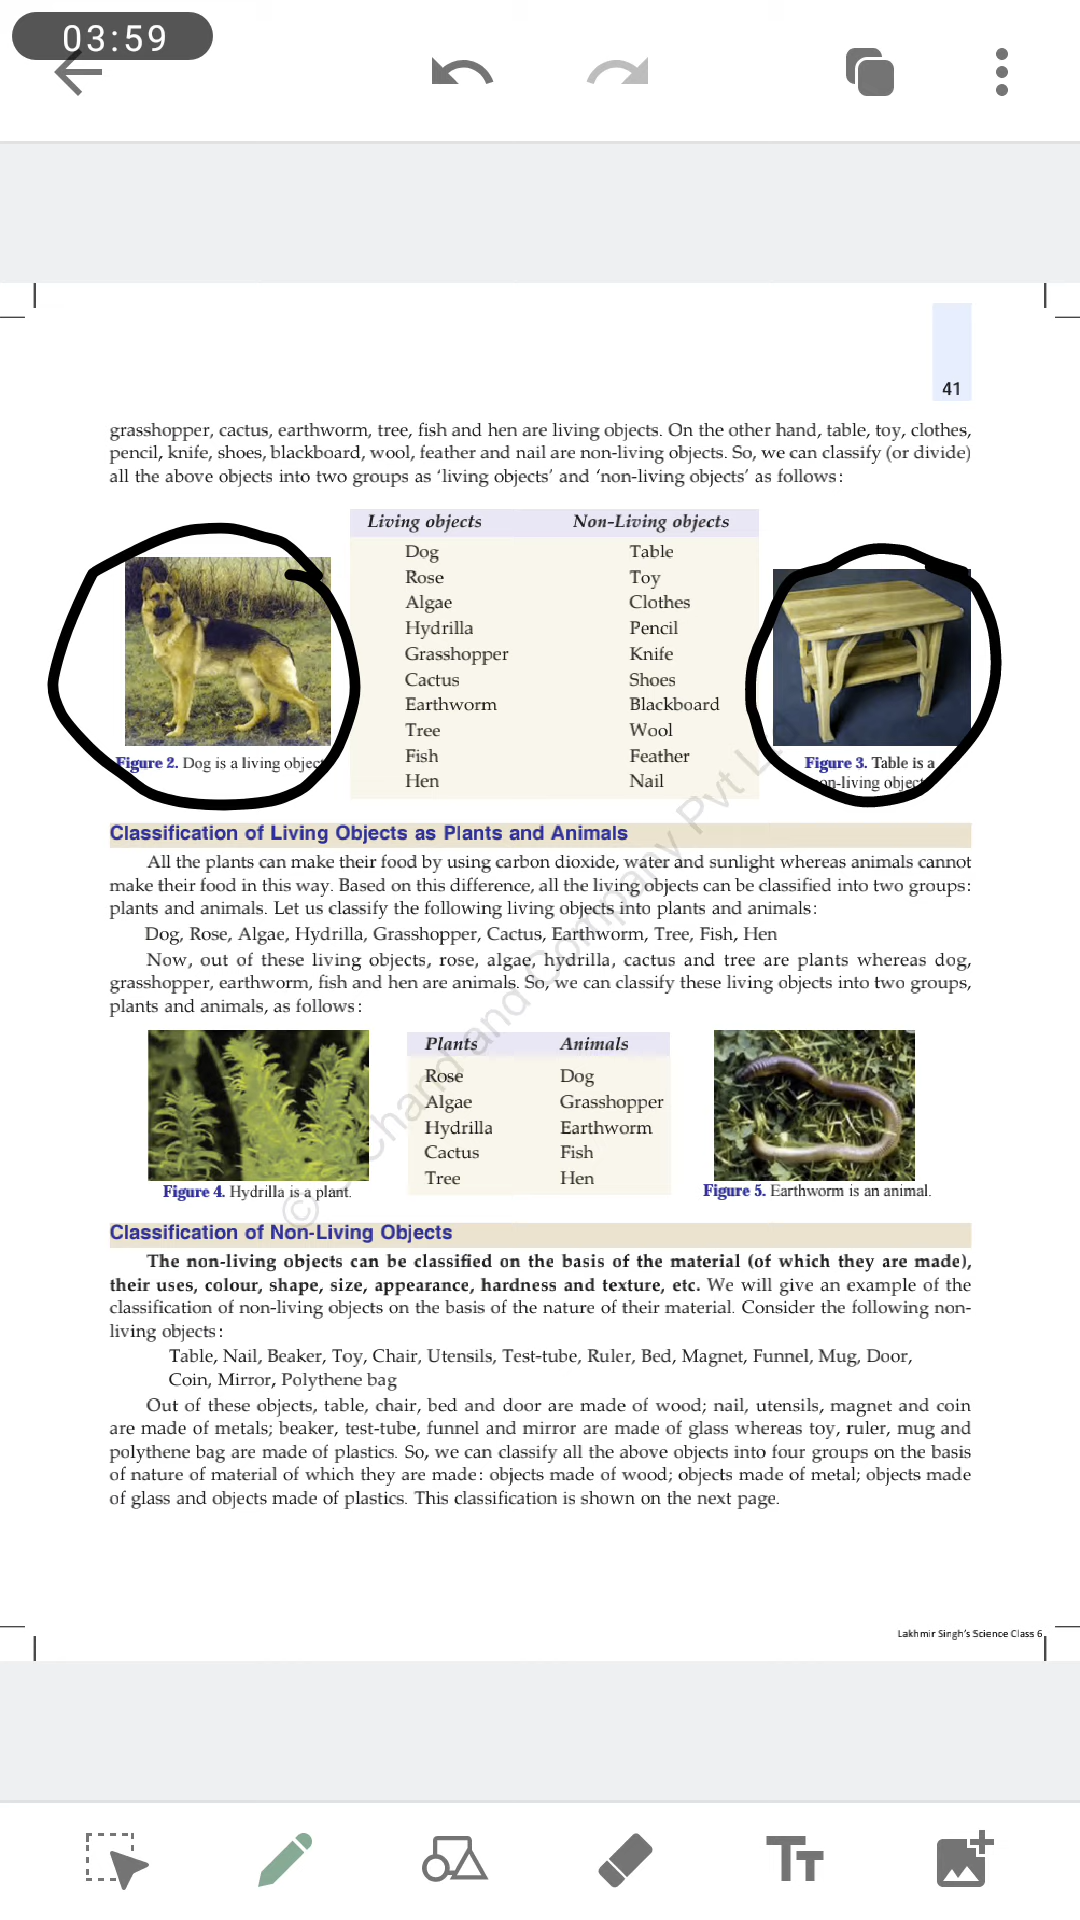 03:59
41
grasshopper, cactus, earthworm, tree, fish and hen are living objects. On the other hand, table, toy, clothes,
pencil, knife, shoes, blackboard, wool, feather and nail are non-living objects. So, we can classify (or divide)
all the above objects into two groups as ‘living objects’ and ‘non-living objects’ as follows:
Living objects Non-Living objects
Dog Table
Rose Toy
Algae Clothes
Hydrilla Pencil
Grasshopper Knife
Cactus Shoes
Earthworm Blackboard
Tree Wool
Fish Feather
Hen Nail
Figure 2. Dog is a living object
Figure 3. Table is a
non-living object
Classification of Living Objects as Plants and Animals
All the plants can make their food by using carbon dioxide, water and sunlight whereas animals cannot
make their food in this way. Based on this difference, all the living objects can be classified into two groups:
plants and animals. Let us classify the following living objects into plants and animals:
Dog, Rose, Algae, Hydrilla, Grasshopper, Cactus, Earthworm, Tree, Fish, Hen
Now, out of these living objects, rose, algae, hydrilla, cactus and tree are plants whereas dog,
grasshopper, earthworm, fish and hen are animals. So, we can classify these living objects into two groups,
plants and animals, as follows:
Plants Animals
Rose Dog
Algae Grasshopper
Hydrilla Earthworm
Cactus Fish
Tree Hen
Figure 4. Hydrilla is a plant.
Figure 5. Earthworm is an animal.
Classification of Non-Living Objects
The non-living objects can be classified on the basis of the material (of which they are made),
their uses, colour, shape, size, appearance, hardness and texture, etc. We will give an example of the
classification of non-living objects on the basis of the nature of their material. Consider the following non-
living objects:
Table, Nail, Beaker, Toy, Chair, Utensils, Test-tube, Ruler, Bed, Magnet, Funnel, Mug, Door,
Coin, Mirror, Polythene bag
Out of these objects, table, chair, bed and door are made of wood; nail, utensils, magnet and coin
are made of metals; beaker, test-tube, funnel and mirror are made of glass whereas toy, ruler, mug and
polythene bag are made of plastics. So, we can classify all the above objects into four groups on the basis
of nature of material of which they are made: objects made of wood; objects made of metal; objects made
of glass and objects made of plastics. This classification is shown on the next page.
Lakhmir Singh's Science Class 6
© Chand and Company Pvt
TT